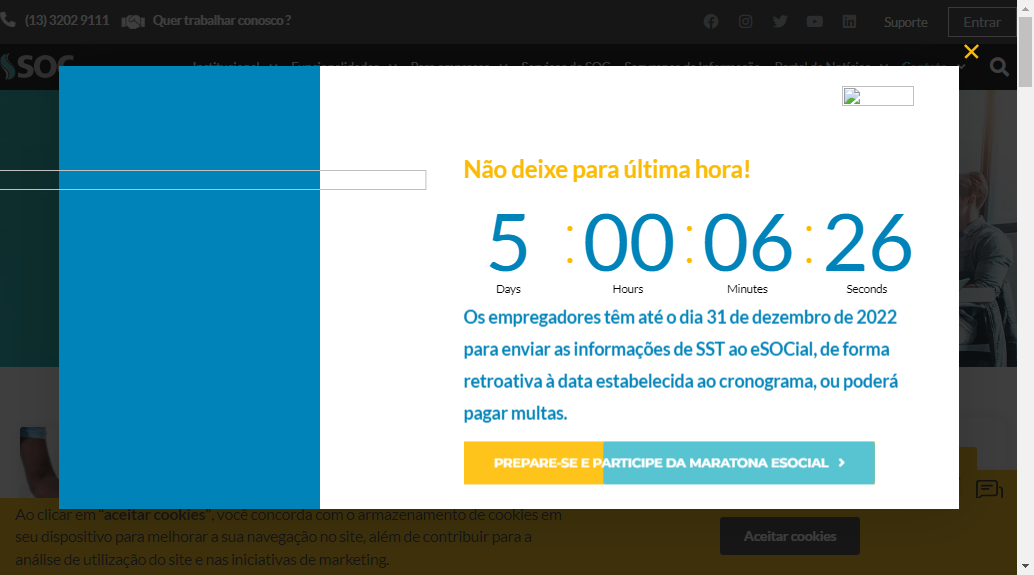 (13) 3202 9111 Quer trabalhar conosco ?
Suporte
Entrar
SOC
Não deixe para última hora!
5 : 00 : 06 : 26
Days Hours Minutes Seconds
Os empregadores têm até o dia 31 de dezembro de 2022
para enviar as informações de SST ao eSOCial, de forma
retroativa à data estabelecida ao cronograma, ou poderá
pagar multas.
PREPARE-SE E PARTICIPE DA MARATONA ESOCIAL
Ao clicar em "aceitar cookies", você concorda com o armazenamento de cookies em
seu dispositivo para melhorar a sua navegação no site, além de contribuir para a
análise de utilização do site e nas iniciativas de marketing.
Aceitar cookies